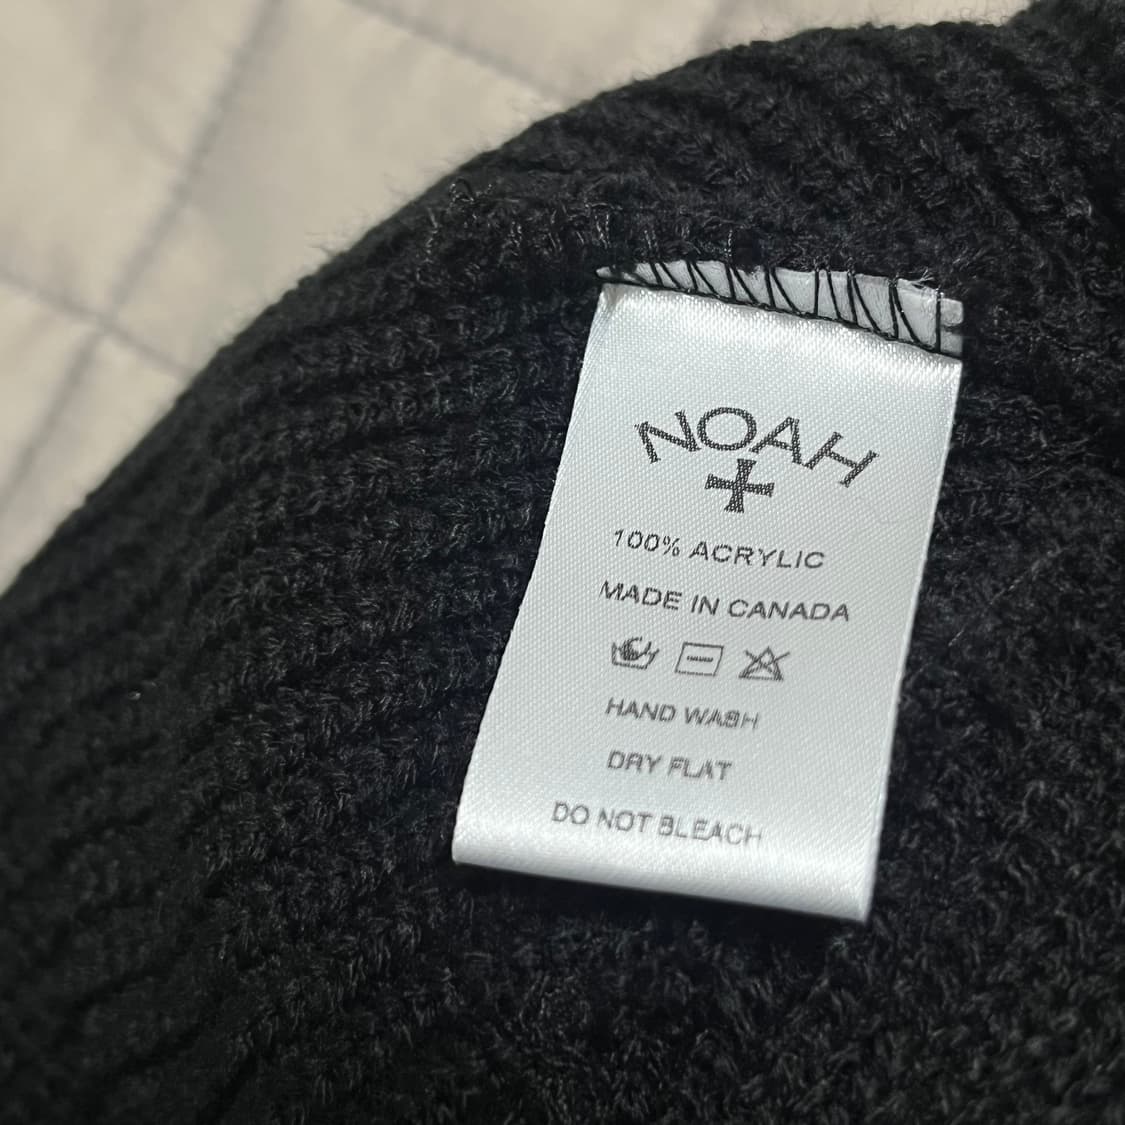 NOAH
100% ACRYLIC
MADE IN CANADA
HAND WASH
DRY FLAT
DO NOT BLEACH